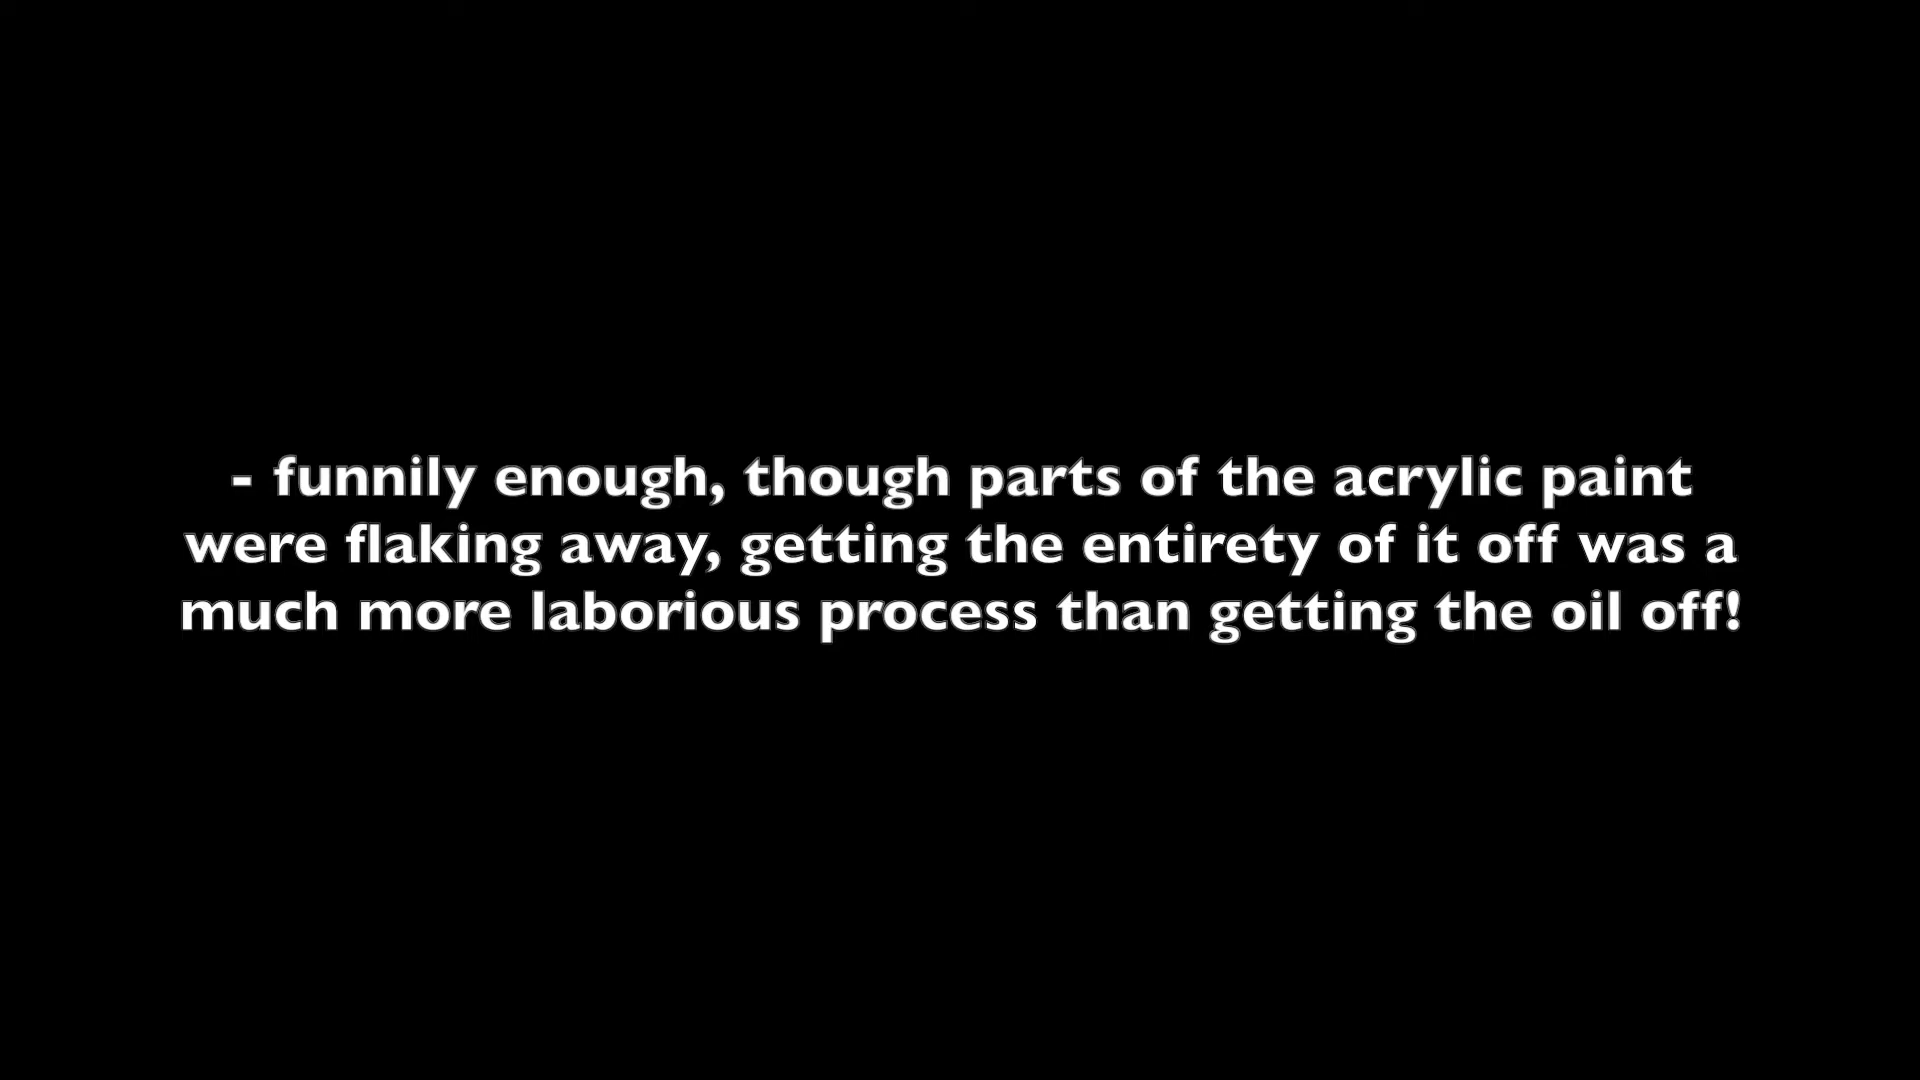 - funnily enough, though parts of the acrylic paint
were flaking away, getting the entirety of it off was a
much more laborious process than getting the oil off!